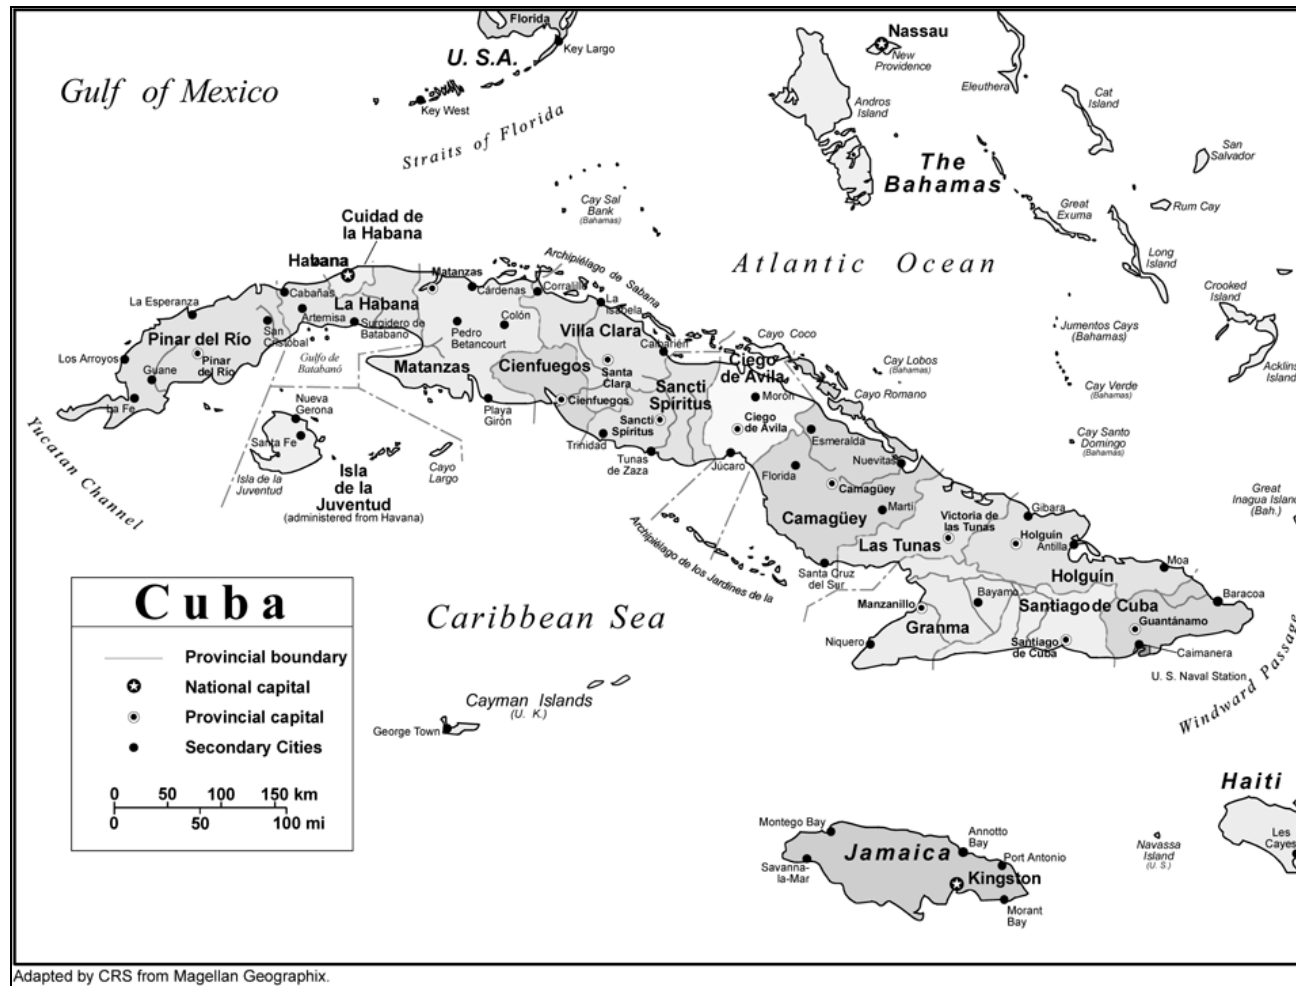 Florida
U. S.A.
Key Largo
Key West
Gulf of Mexico
Straits of Florida
Nassau
New
Providence
Eleuthera
Cat
Island
Andros
Island
San
Salvador
The
Bahamas
Great
Exuma
Rum Cay
Long
Island
Cay Sal
Bank
(Bahamas)
Cuidad de
la Habana
Habana
Atlantic Ocean
Archipiélago de Sabana
Crooked
Island
Acklins
Island
Matanzas
Cárdenas
Corralillo
La
Isabela
Cabañas
La Habana
La Esperanza
Artemisa
Surgidero de
Batabanó
San
Cristóbal
Pinar del Río
Pinar
del Río
Los Arroyos
Guane
La Fe
Gulfo de
Batabanó
Pedro
Betancourt
Colón
Villa Clara
Caibarién
Cayo Coco
Jumentos Cays
(Bahamas)
Cay Lobos
(Bahamas)
Cay Verde
(Bahamas)
Cayo Romano
Cay Santo
Domingo
(Bahamas)
Matanzas
Cienfuegos
Santa
Clara
Cienfuegos
Sancti
Spíritus
Sancti
Spíritus
Ciego
de Avila
Morón
Ciego
de Avila
Playa
Girón
Trinidad
Tunas
de Zaza
Júcaro
Esmeralda
Florida
Nuevitas
Camagüey
Camagüey
Martí
Yucatan Channel
Nueva
Gerona
Santa Fe
Isla de la
Juventud
Isla
de la
Juventud
(administered from Havana)
Cayo
Largo
Archipiélago de los Jardines de la
Great
Inagua Island
(Bah.)
Victoria de
las Tunas
Las Tunas
Gibara
Holguín
Antilla
Holguín
Moa
Baracoa
Santa Cruz
del Sur
Manzanillo
Bayamo
Santiago de Cuba
Guantánamo
Granma
Niquero
Santiago
de Cuba
Caimanera
U. S. Naval Station
Windward Passage
Caribbean Sea
Cayman Islands
(U. K.)
George Town
Cuba
Provincial boundary
National capital
Provincial capital
Secondary Cities
0 50 100 150 km
0 50 100 mi
Haiti
Les
Cayes
Navassa
Island
(U. S.)
Montego Bay
Annotto
Bay
Jamaica
Port Antonio
Savanna-
la-Mar
Kingston
Morant
Bay
Adapted by CRS from Magellan Geographix.